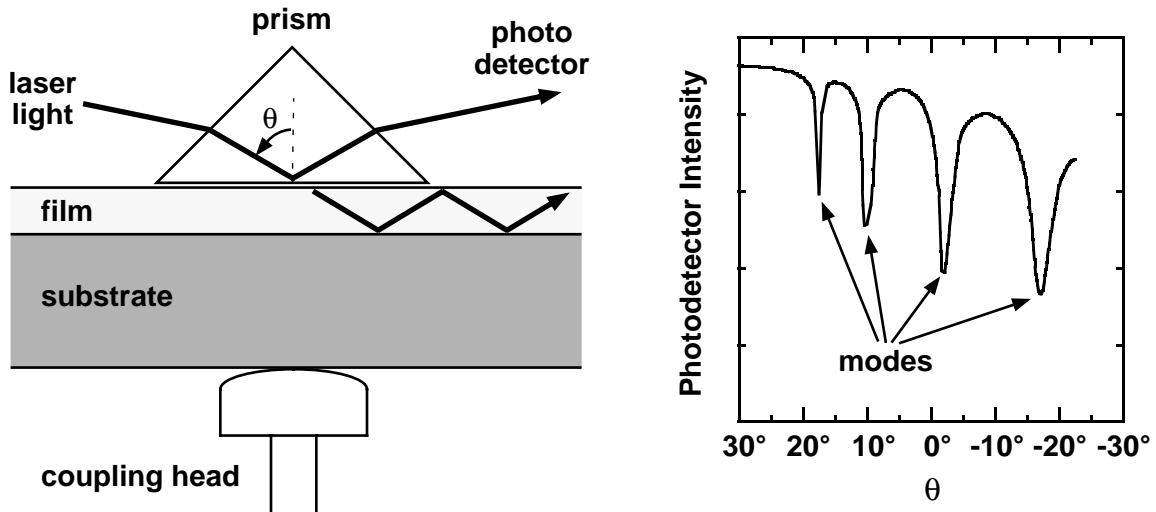 prism
laser
light
θ
photo
detector
film
substrate
coupling head
Photodetector Intensity
modes
30° 20° 10° 0° -10° -20° -30°
θ